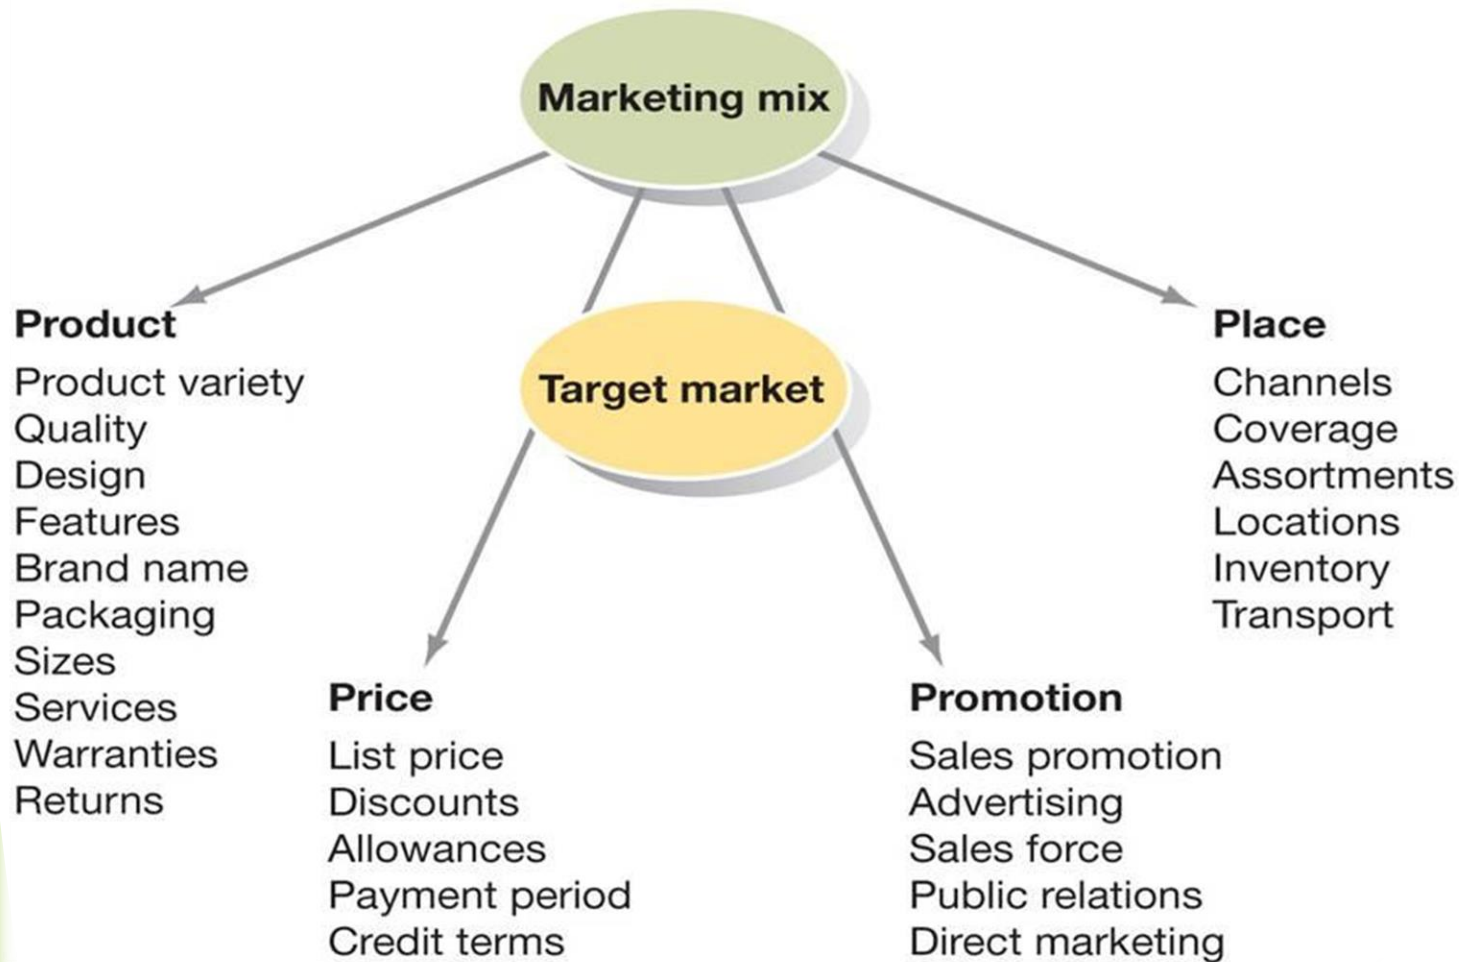 Marketing mix
Target market
Product
Product variety
Quality
Design
Features
Brand name
Packaging
Sizes
Services
Warranties
Returns
Price
List price
Discounts
Allowances
Payment period
Credit terms
Promotion
Sales promotion
Advertising
Sales force
Public relations
Direct marketing
Place
Channels
Coverage
Assortments
Locations
Inventory
Transport